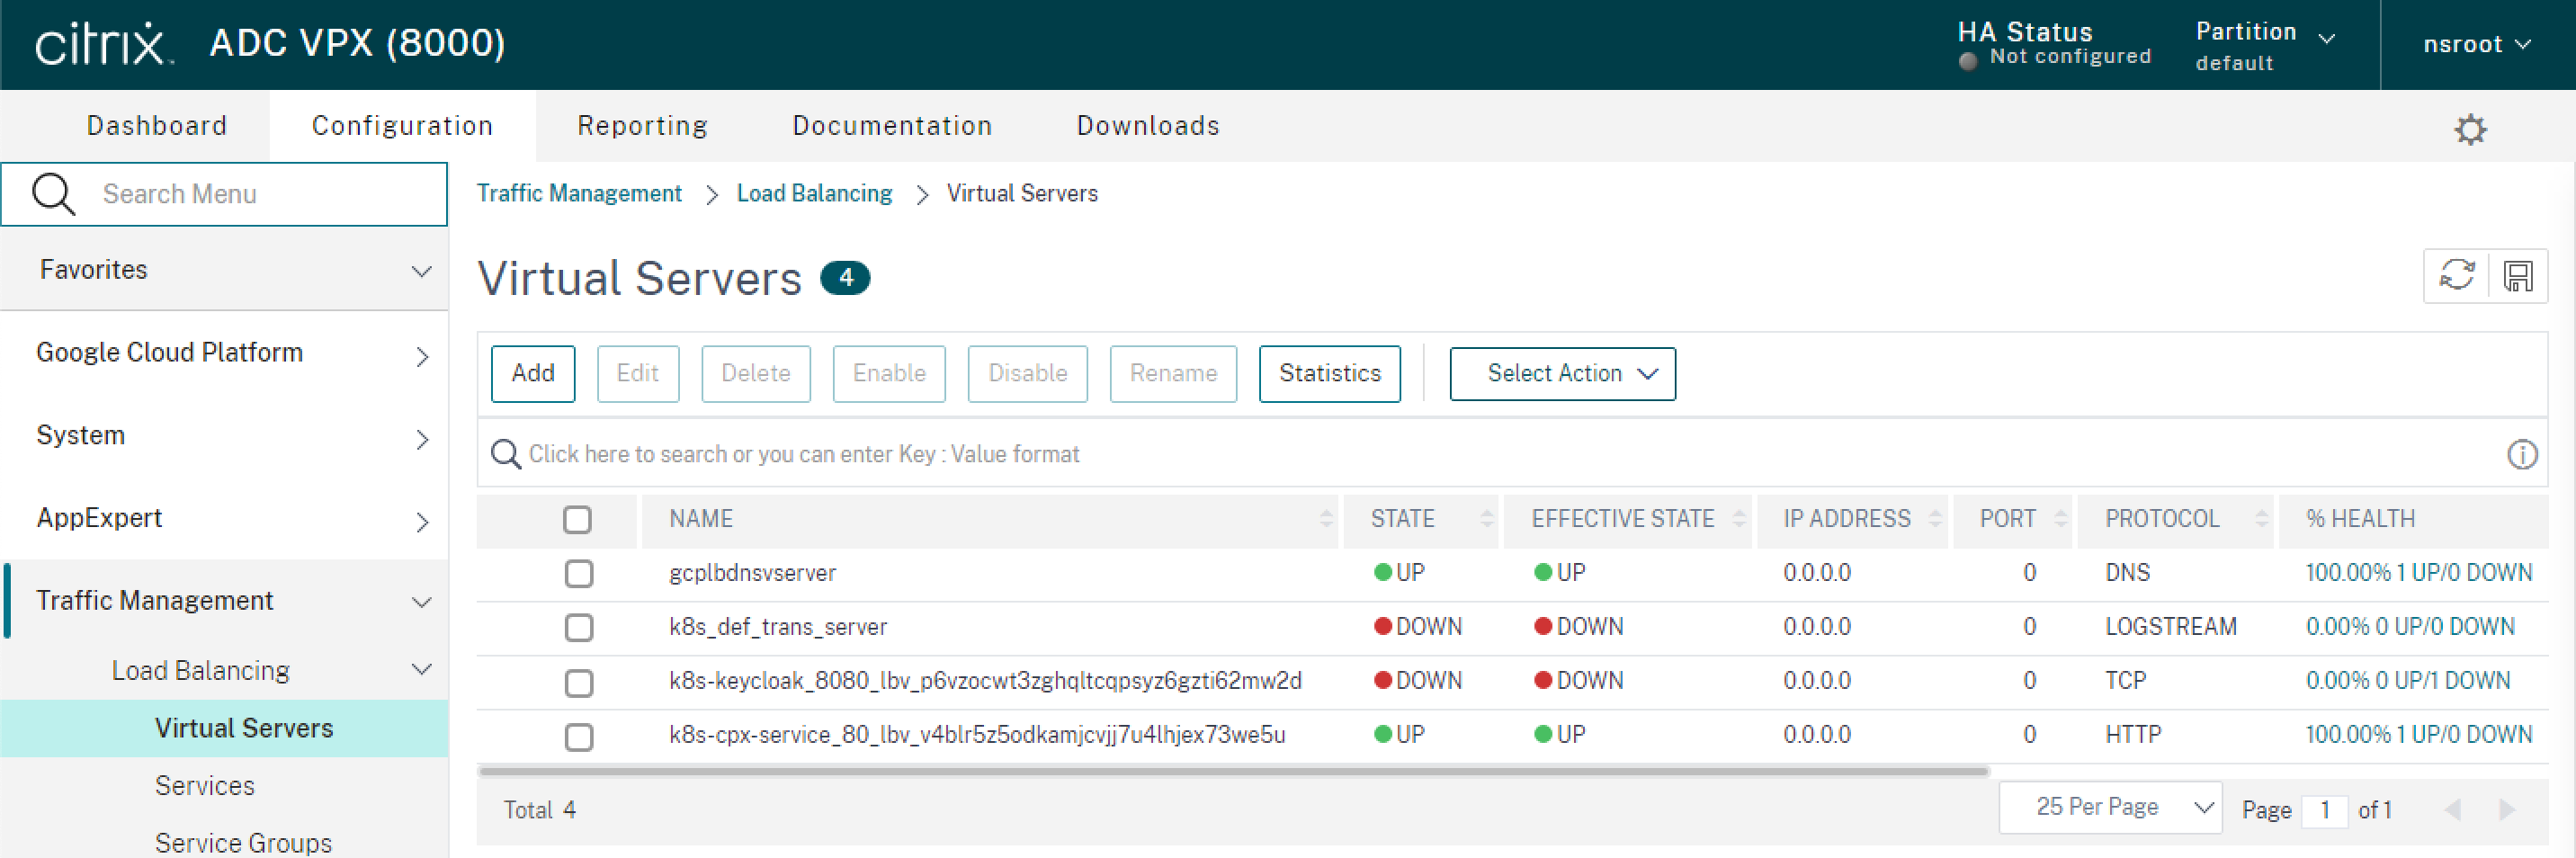 citrix. ADC VPX (8000)
HA Status
Not configured
Partition
default
nsroot
Dashboard Configuration Reporting Documentation Downloads
Search Menu
Favorites
Google Cloud Platform
System
AppExpert
Traffic Management
Load Balancing
Virtual Servers
Services
Service Groups
Traffic Management > Load Balancing > Virtual Servers
Virtual Servers 4
Add Edit Delete Enable Disable Rename Statistics Select Action
Click here to search or you can enter Key : Value format
NAME STATE EFFECTIVE STATE IP ADDRESS PORT PROTOCOL % HEALTH
gcplbdnsvserver UP UP 0.0.0.0 0 DNS 100.00% 1 UP/0 DOWN
k8s_def_trans_server DOWN DOWN 0.0.0.0 0 LOGSTREAM 0.00% 0 UP/0 DOWN
k8s-keycloak_8080_lbv_p6vzocwt3zghqltcqpsyz6gzti62mw2d DOWN DOWN 0.0.0.0 0 TCP 0.00% 0 UP/1 DOWN
k8s-cpx-service_80_lbv_v4blr5z5odkamjcvjj7u4lhjex73we5u UP UP 0.0.0.0 0 HTTP 100.00% 1 UP/0 DOWN
Total 4
25 Per Page Page 1 of 1